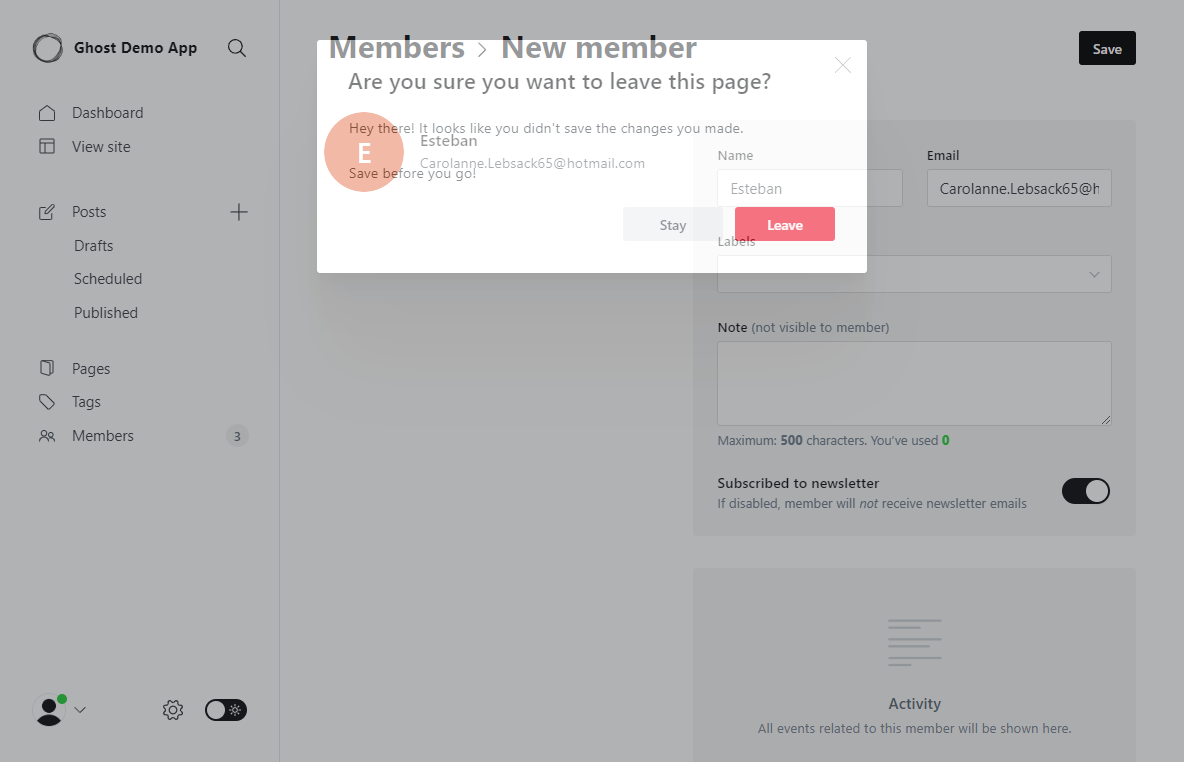 Ghost Demo App
Dashboard
View site
Posts
Drafts
Scheduled
Published
Pages
Tags
Members
3
Members
New member
Save
Are you sure you want to leave this page?
Hey there! It looks like you didn't save the changes you made.
Save before you go!
Stay
Leave
E
Esteban
Carolanne.Lebsack65@hotmail.com
Name
Esteban
Email
Carolanne.Lebsack65@h
Labels
Note (not visible to member)
Maximum: 500 characters. You've used 0
Subscribed to newsletter
If disabled, member will not receive newsletter emails
Activity
All events related to this member will be shown here.